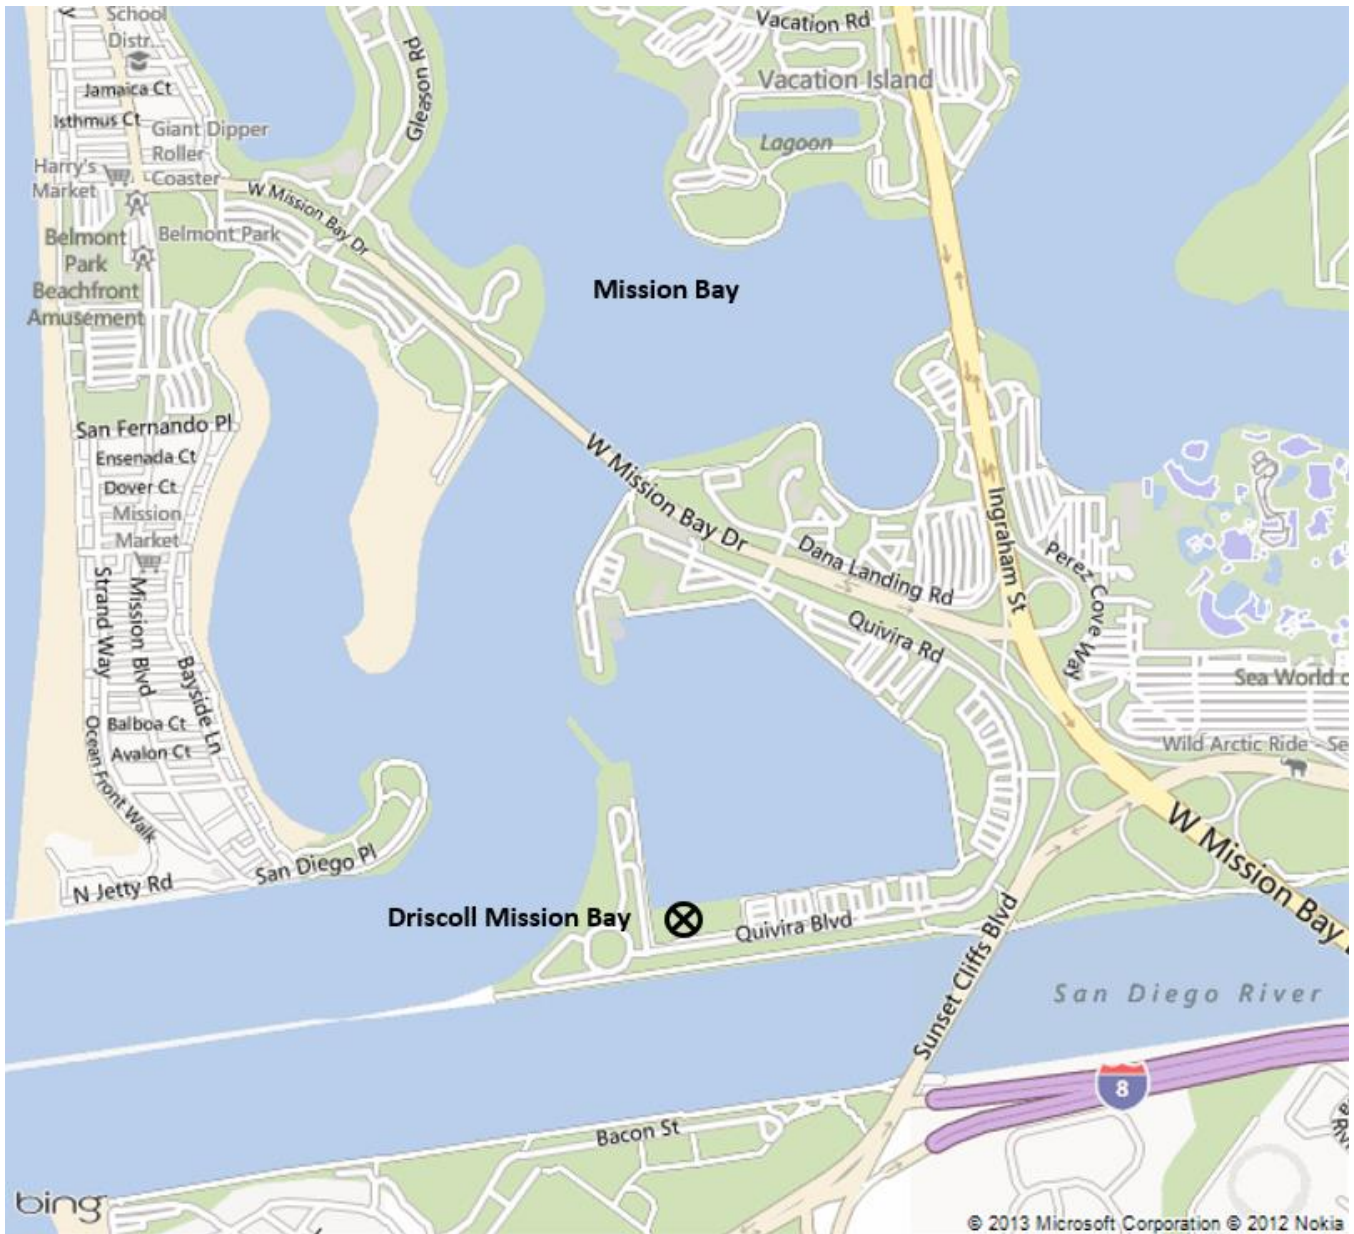 School
Distr...
Jamaica Ct
Isthmus Ct
Giant Dipper
Roller
Coaster
Harry's
Market
Belmont
Park
Beachfront
Amusement
Belmont Park
W Mission Bay Dr
Gleason Rd
Vacation Rd
Vacation Island
Lagoon
Mission Bay
San Fernando Pl
Ensenada Ct
Dover Ct
Mission
Market
Strand Way
Mission Blvd
Bayside Ln
Balboa Ct
Avalon Ct
Ocean Front Walk
N Jetty Rd
San Diego Pl
W Mission Bay Dr
Dana Landing Rd
Quivira Rd
Ingraham St
Perez Cove Way
Sea World o
Wild Arctic Ride - Se
W Mission Bay
Driscoll Mission Bay
Quivira Blvd
Sunset Cliffs Blvd
San Diego River
8
Bacon St
bing
© 2013 Microsoft Corporation © 2012 Nokia